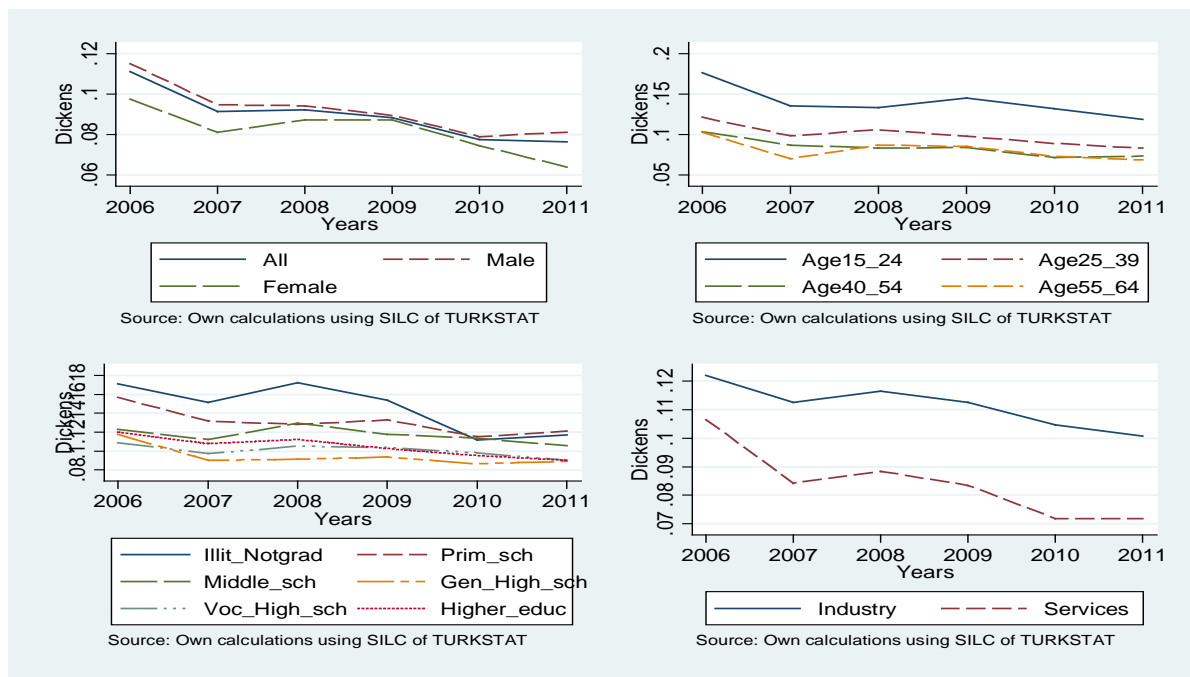 Dickens
.06 .08 .1 .12
2006 2007 2008 2009 2010 2011
Years
All Male
Female
Source: Own calculations using SILC of TURKSTAT
Dickens
.05 .1 .15 .2
2006 2007 2008 2009 2010 2011
Years
Age15_24 Age25_39
Age40_54 Age55_64
Source: Own calculations using SILC of TURKSTAT
Dickens
.08.1.12141618
2006 2007 2008 2009 2010 2011
Years
Illit_Notgrad Prim_sch
Middle_sch Gen_High_sch
Voc_High_sch Higher_educ
Source: Own calculations using SILC of TURKSTAT
Dickens
.07 .08 .09 .1 .11 .12
2006 2007 2008 2009 2010 2011
Years
Industry Services
Source: Own calculations using SILC of TURKSTAT